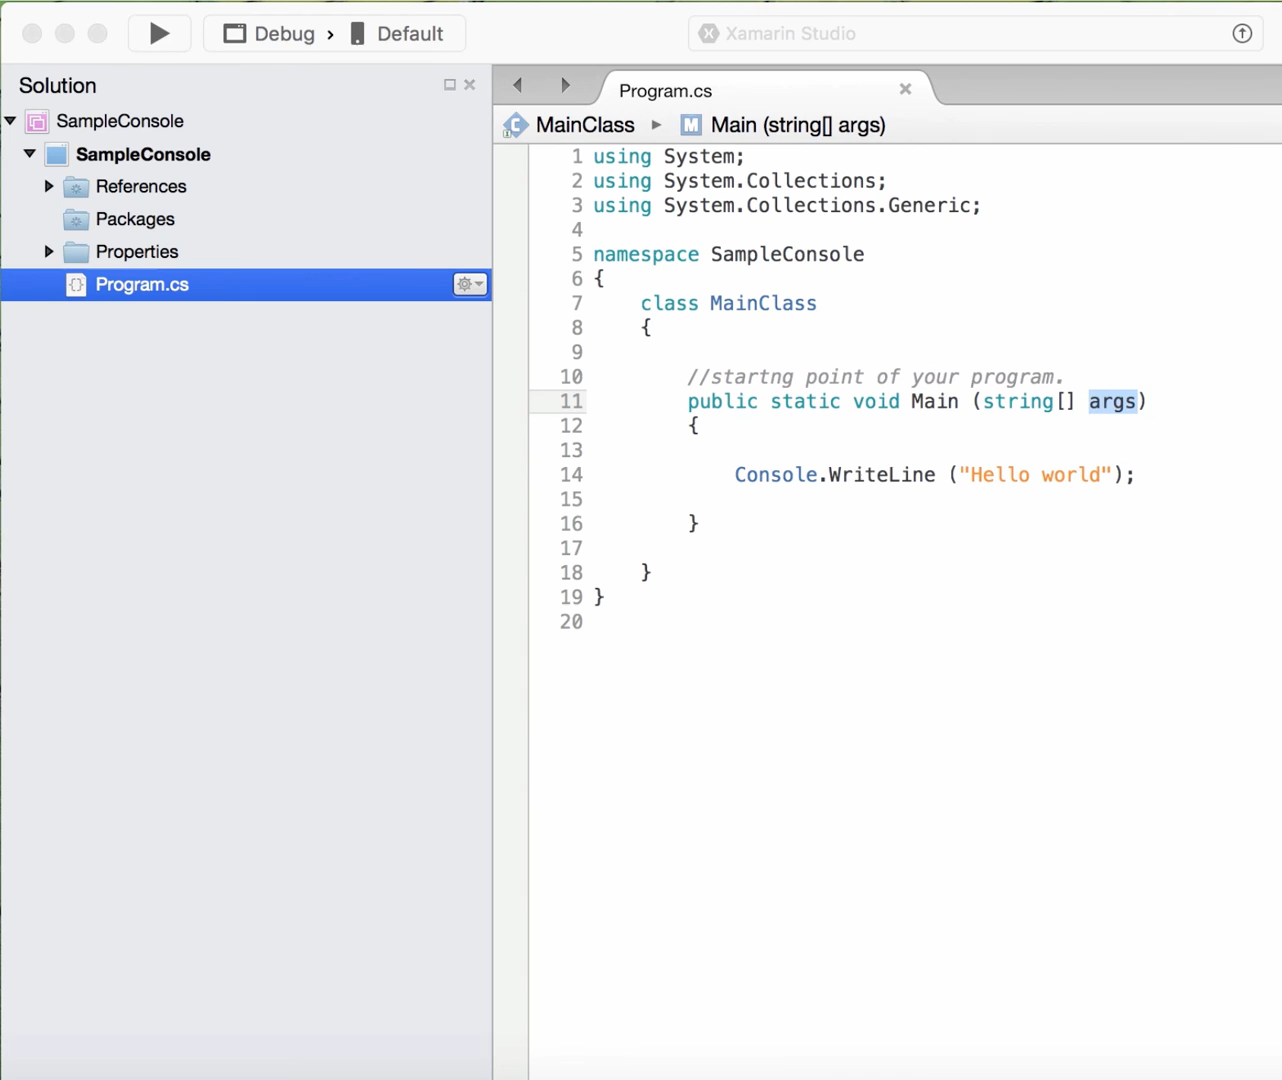 Debug › Default
Xamarin Studio
Solution
SampleConsole
SampleConsole
References
Packages
Properties
Program.cs
Program.cs
MainClass ▸ M Main (string[] args)
1 using System;
2 using System.Collections;
3 using System.Collections.Generic;
4
5 namespace SampleConsole
6 {
7 class MainClass
8 {
9
10 //startng point of your program.
11 public static void Main (string[] args)
12 {
13
14 Console.WriteLine ("Hello world");
15
16 }
17
18 }
19 }
20